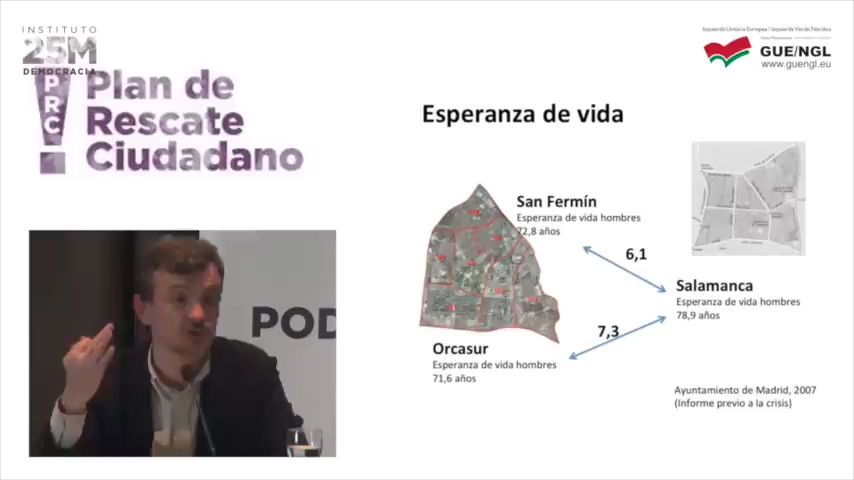 INSTITUTO
25M
DEMOCRACIA
PRC
Plan de
Rescate
Ciudadano
Izquierda Unitaria Europea / Izquierda Verde Nórdica
GUE/NGL
www.guengl.eu
Esperanza de vida
San Fermín
Esperanza de vida hombres
72,8 años
6,1
Salamanca
Esperanza de vida hombres
78,9 años
7,3
Orcasur
Esperanza de vida hombres
71,6 años
Ayuntamiento de Madrid, 2007
(Informe previo a la crisis)
POD